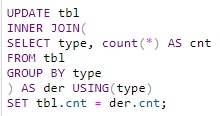 UPDATE tbl
INNER JOIN(
SELECT type, count(*) AS cnt
FROM tbl
GROUP BY type
) AS der USING(type)
SET tbl.cnt = der.cnt;